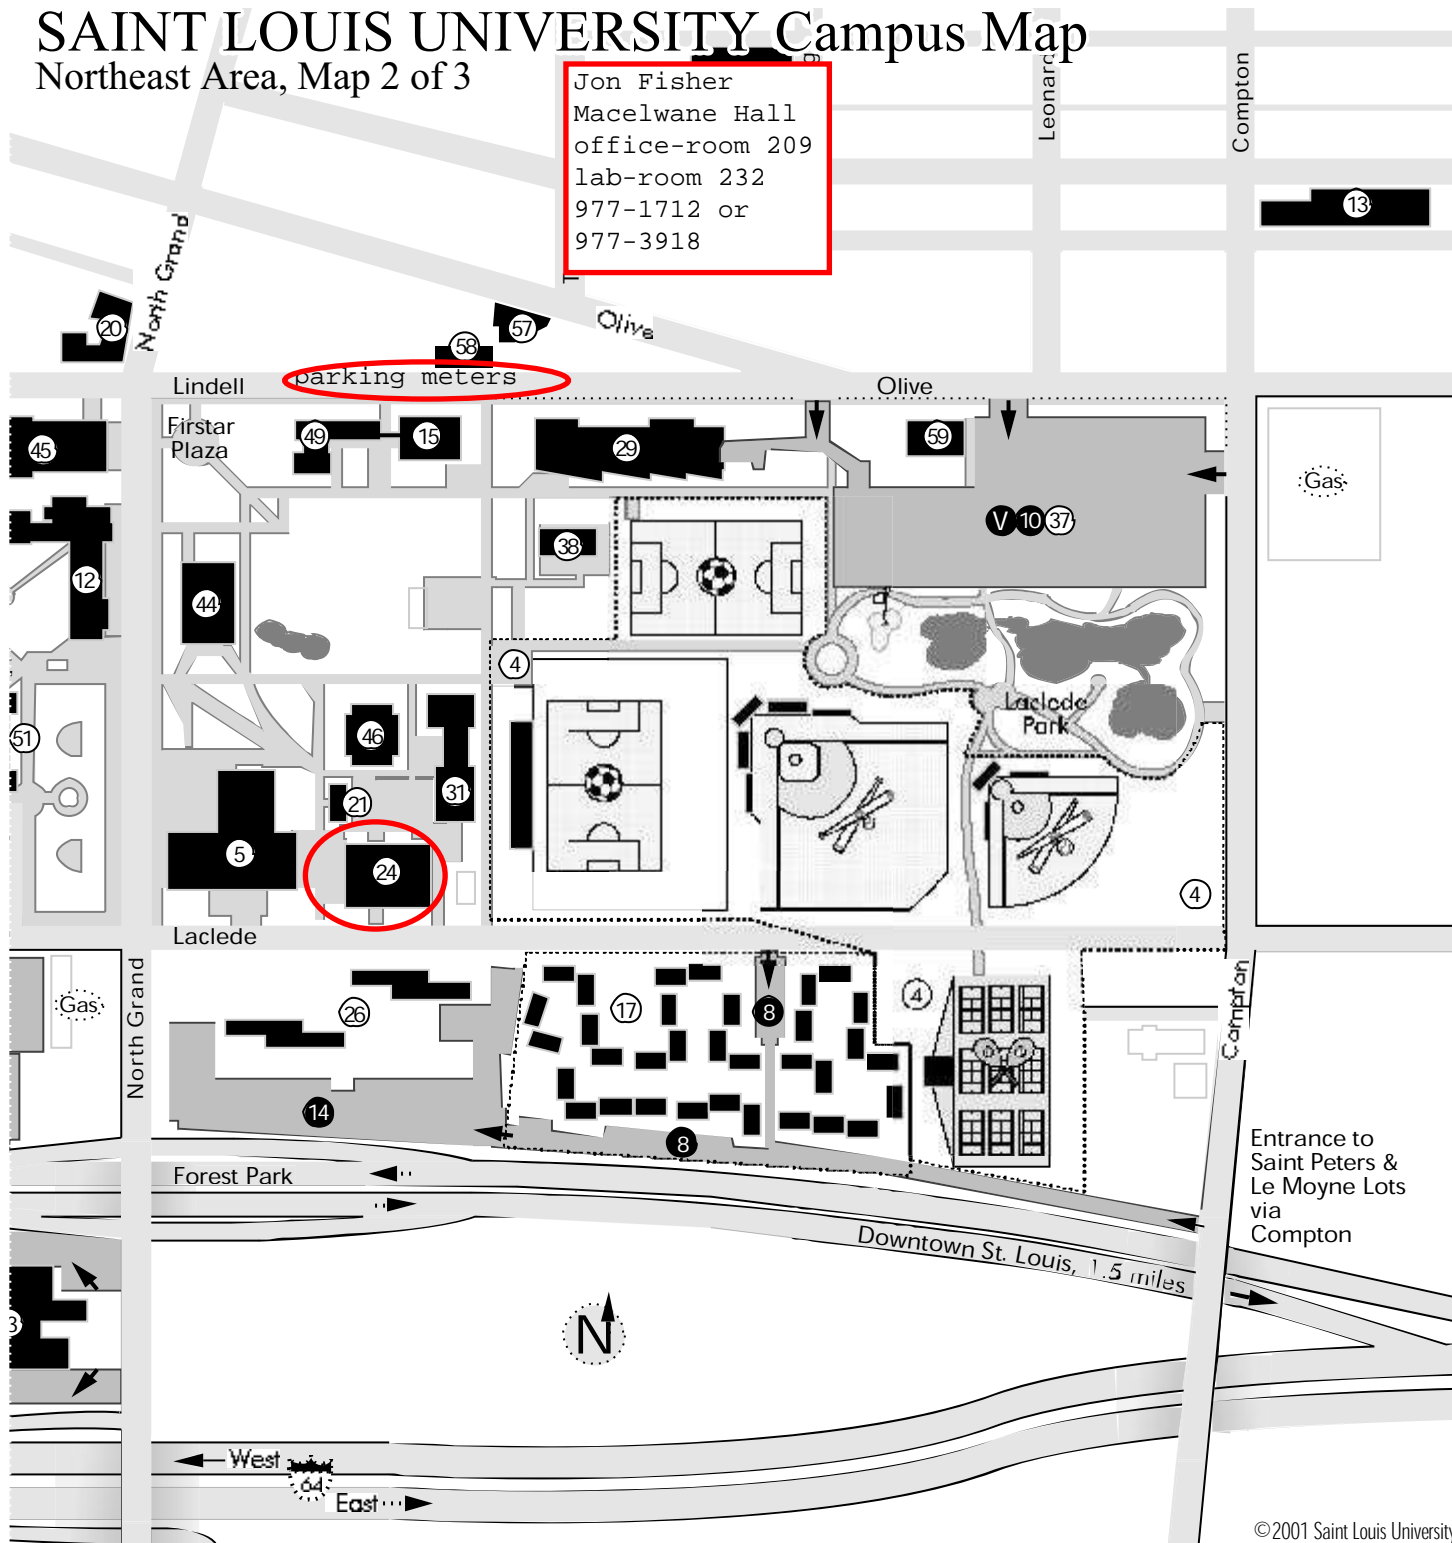 SAINT LOUIS UNIVERSITY Campus Map
Northeast Area, Map 2 of 3
Jon Fisher
Macelwane Hall
office-room 209
lab-room 232
977-1712 or
977-3918
Leonard
Compton
13
North Grand
20
57
58
Olive
Lindell
parking meters
Olive
Firstar
Plaza
45
49
15
29
59
Gas
V 10 37
38
12
44
4
Laclede
Park
51
46
31
21
5
24
4
Laclede
Gas
North Grand
26
17
8
4
Compton
14
8
Entrance to
Saint Peters &
Le Moyne Lots
via
Compton
Forest Park
Downtown St. Louis, 1.5 miles
3
N
West
64
East
©2001 Saint Louis University